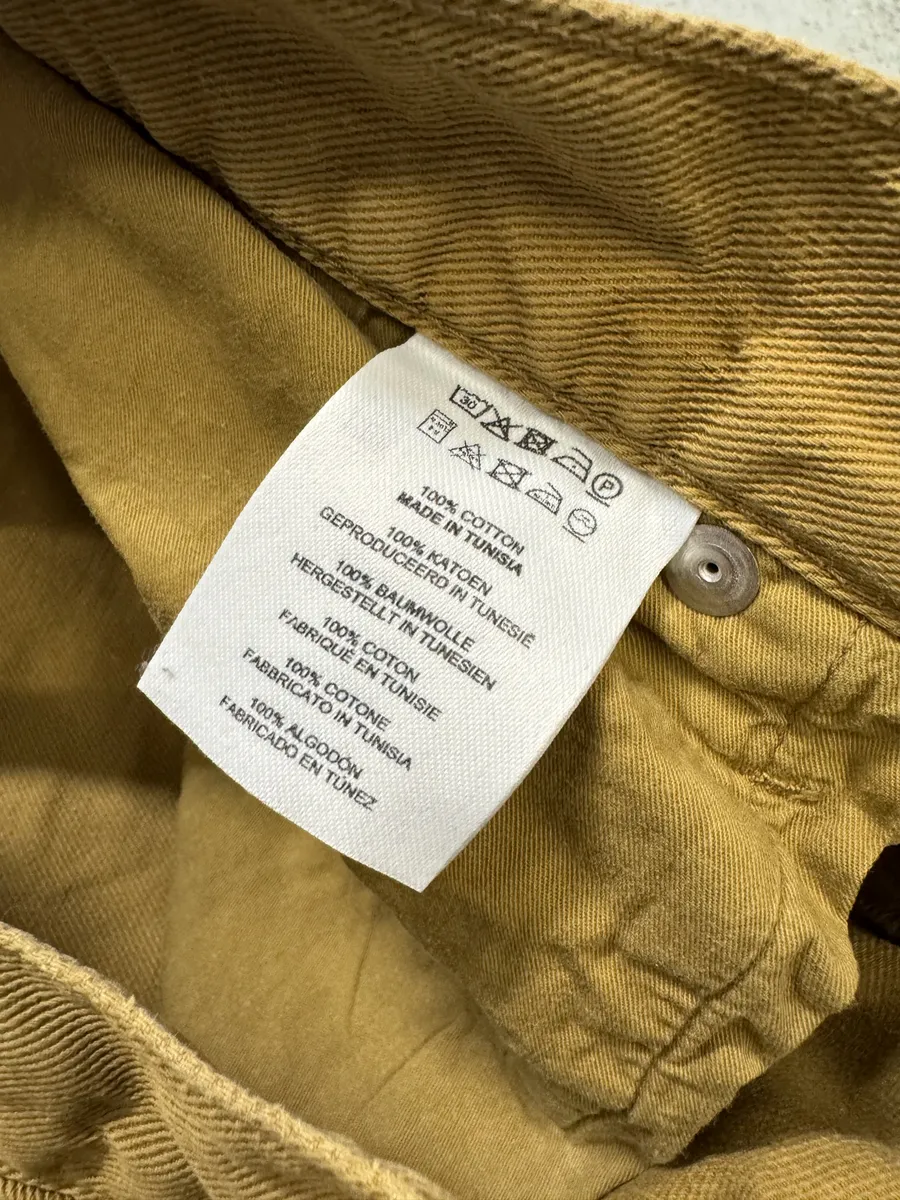 30
P
100% COTTON
MADE IN TUNISIA
100% KATOEN
GEPRODUCEERD IN TUNESIË
100% BAUMWOLLE
HERGESTELLT IN TUNESIEN
100% COTON
FABRIQUÉ EN TUNISIE
100% COTONE
FABBRICATO IN TUNISIA
100% ALGODÓN
FABRICADO EN TÚNEZ